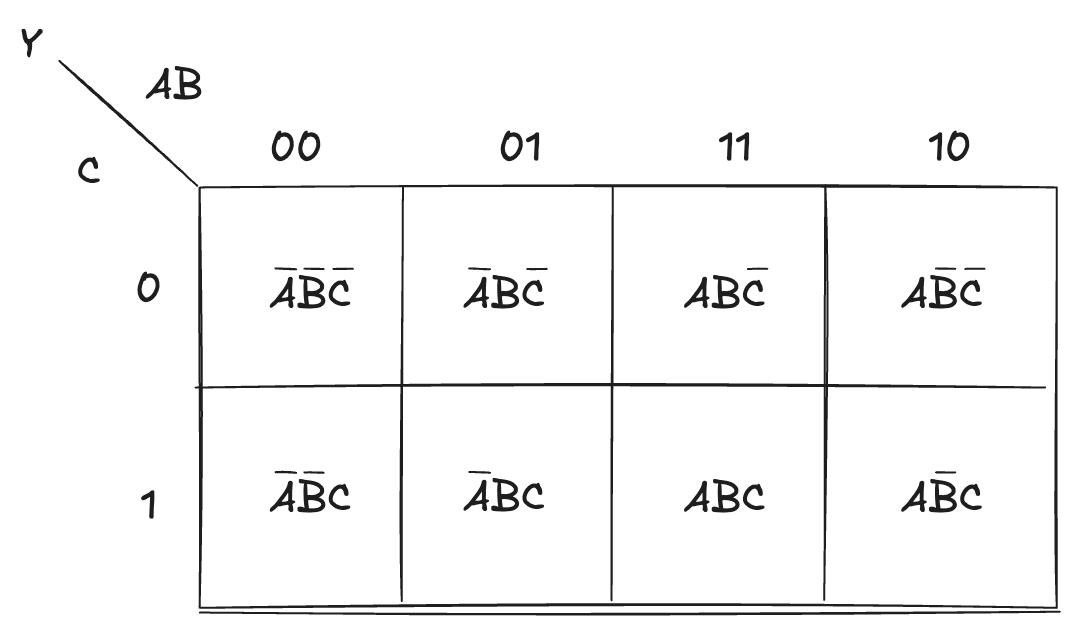 Y
AB
C
00 01 11 10
0 A̅B̅C̅ A̅BC̅ ABC̅ AB̅C̅
1 A̅B̅C A̅BC ABC AB̅C